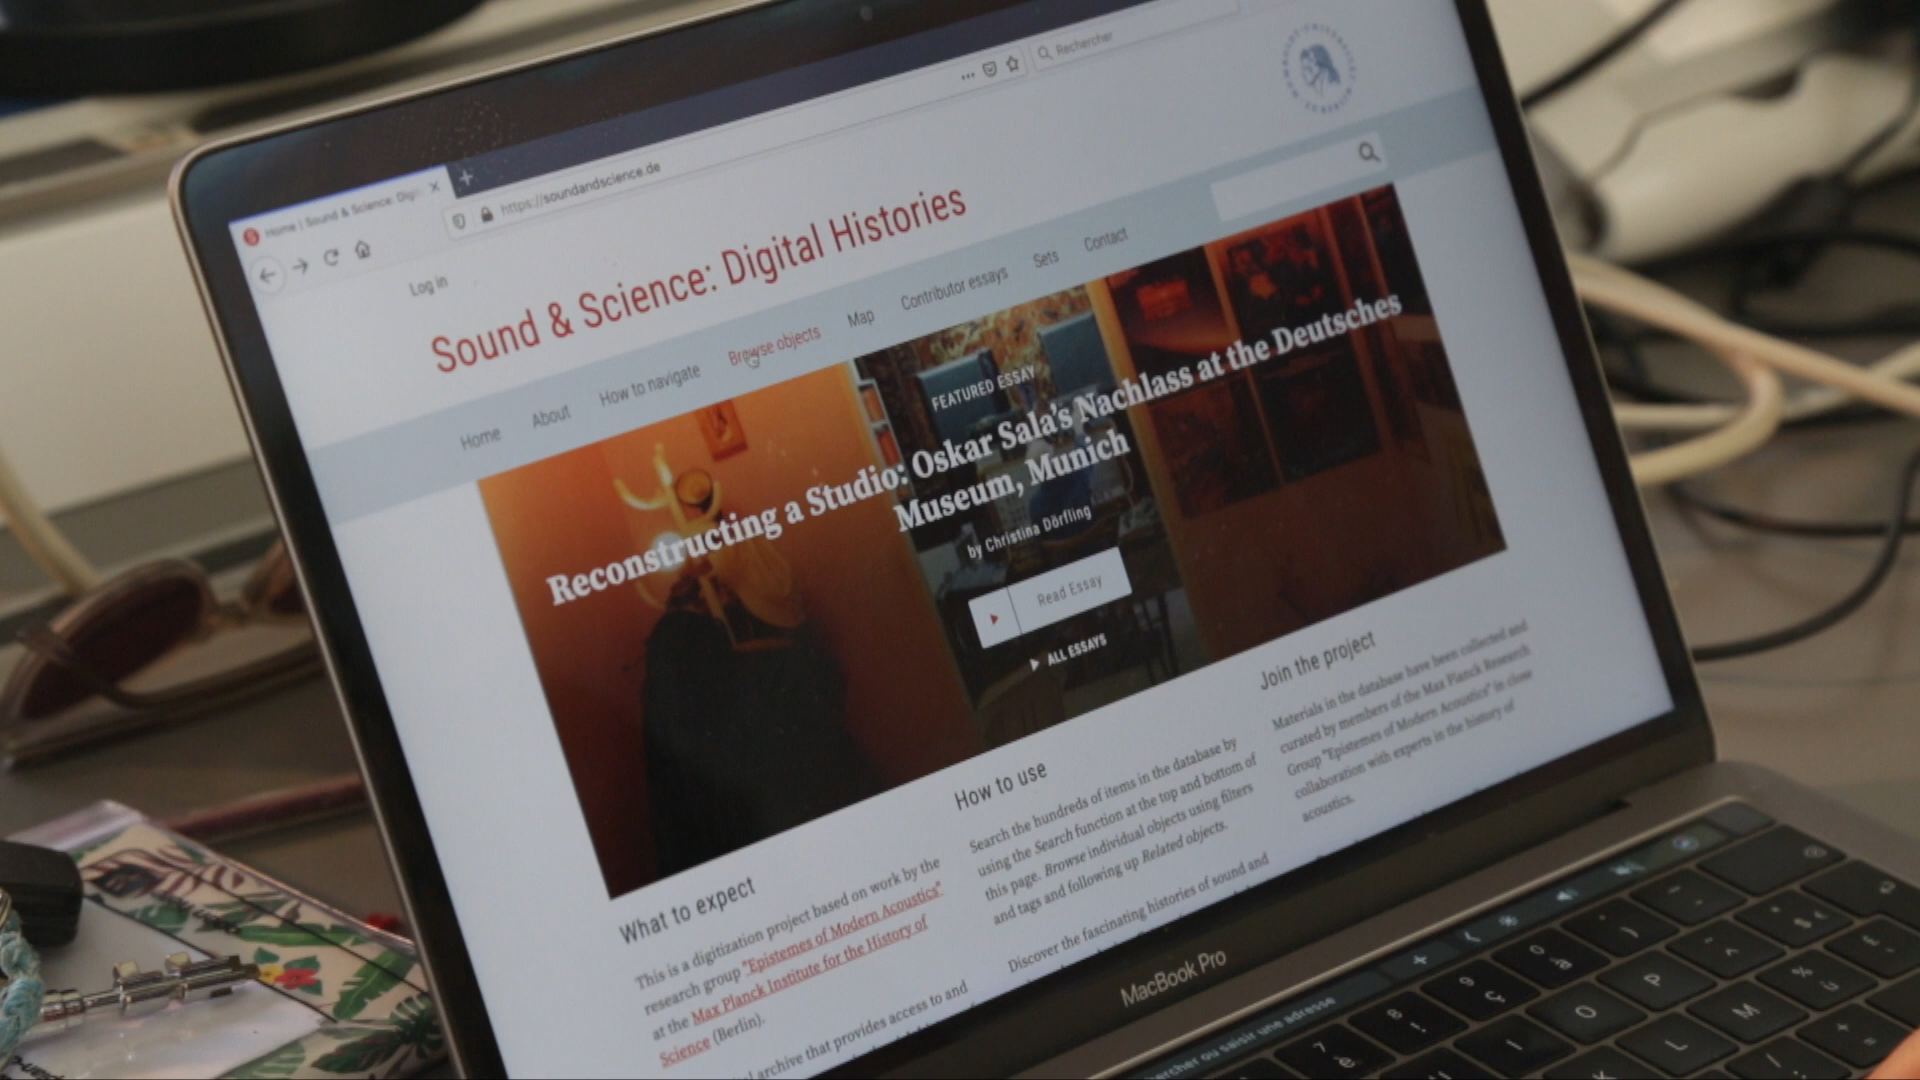 Home | Sound & Science: Digi
https://soundandscience.de
Rechercher
Log in
Sound & Science: Digital Histories
Home About How to navigate Browse objects Map Contributor essays Sets Contact
FEATURED ESSAY
Reconstructing a Studio: Oskar Sala's Nachlass at the Deutsches
Museum, Munich
by Christina Dörfling
Read Essay
ALL ESSAYS
What to expect
This is a digitization project based on work by the
research group "Epistemes of Modern Acoustics"
at the Max Planck Institute for the History of
Science (Berlin).
archive that provides access to and
How to use
Search the hundreds of items in the database by
using the Search function at the top and bottom of
this page. Browse individual objects using filters
and tags and following up Related objects.
Discover the fascinating histories of sound and
Join the project
Materials in the database have been collected and
curated by members of the Max Planck Research
Group "Epistemes of Modern Acoustics" in close
collaboration with experts in the history of
acoustics.
MacBook Pro
ou saisir une adresse
7 è
8 !
9 ç
0 à
O
P
L
M
K